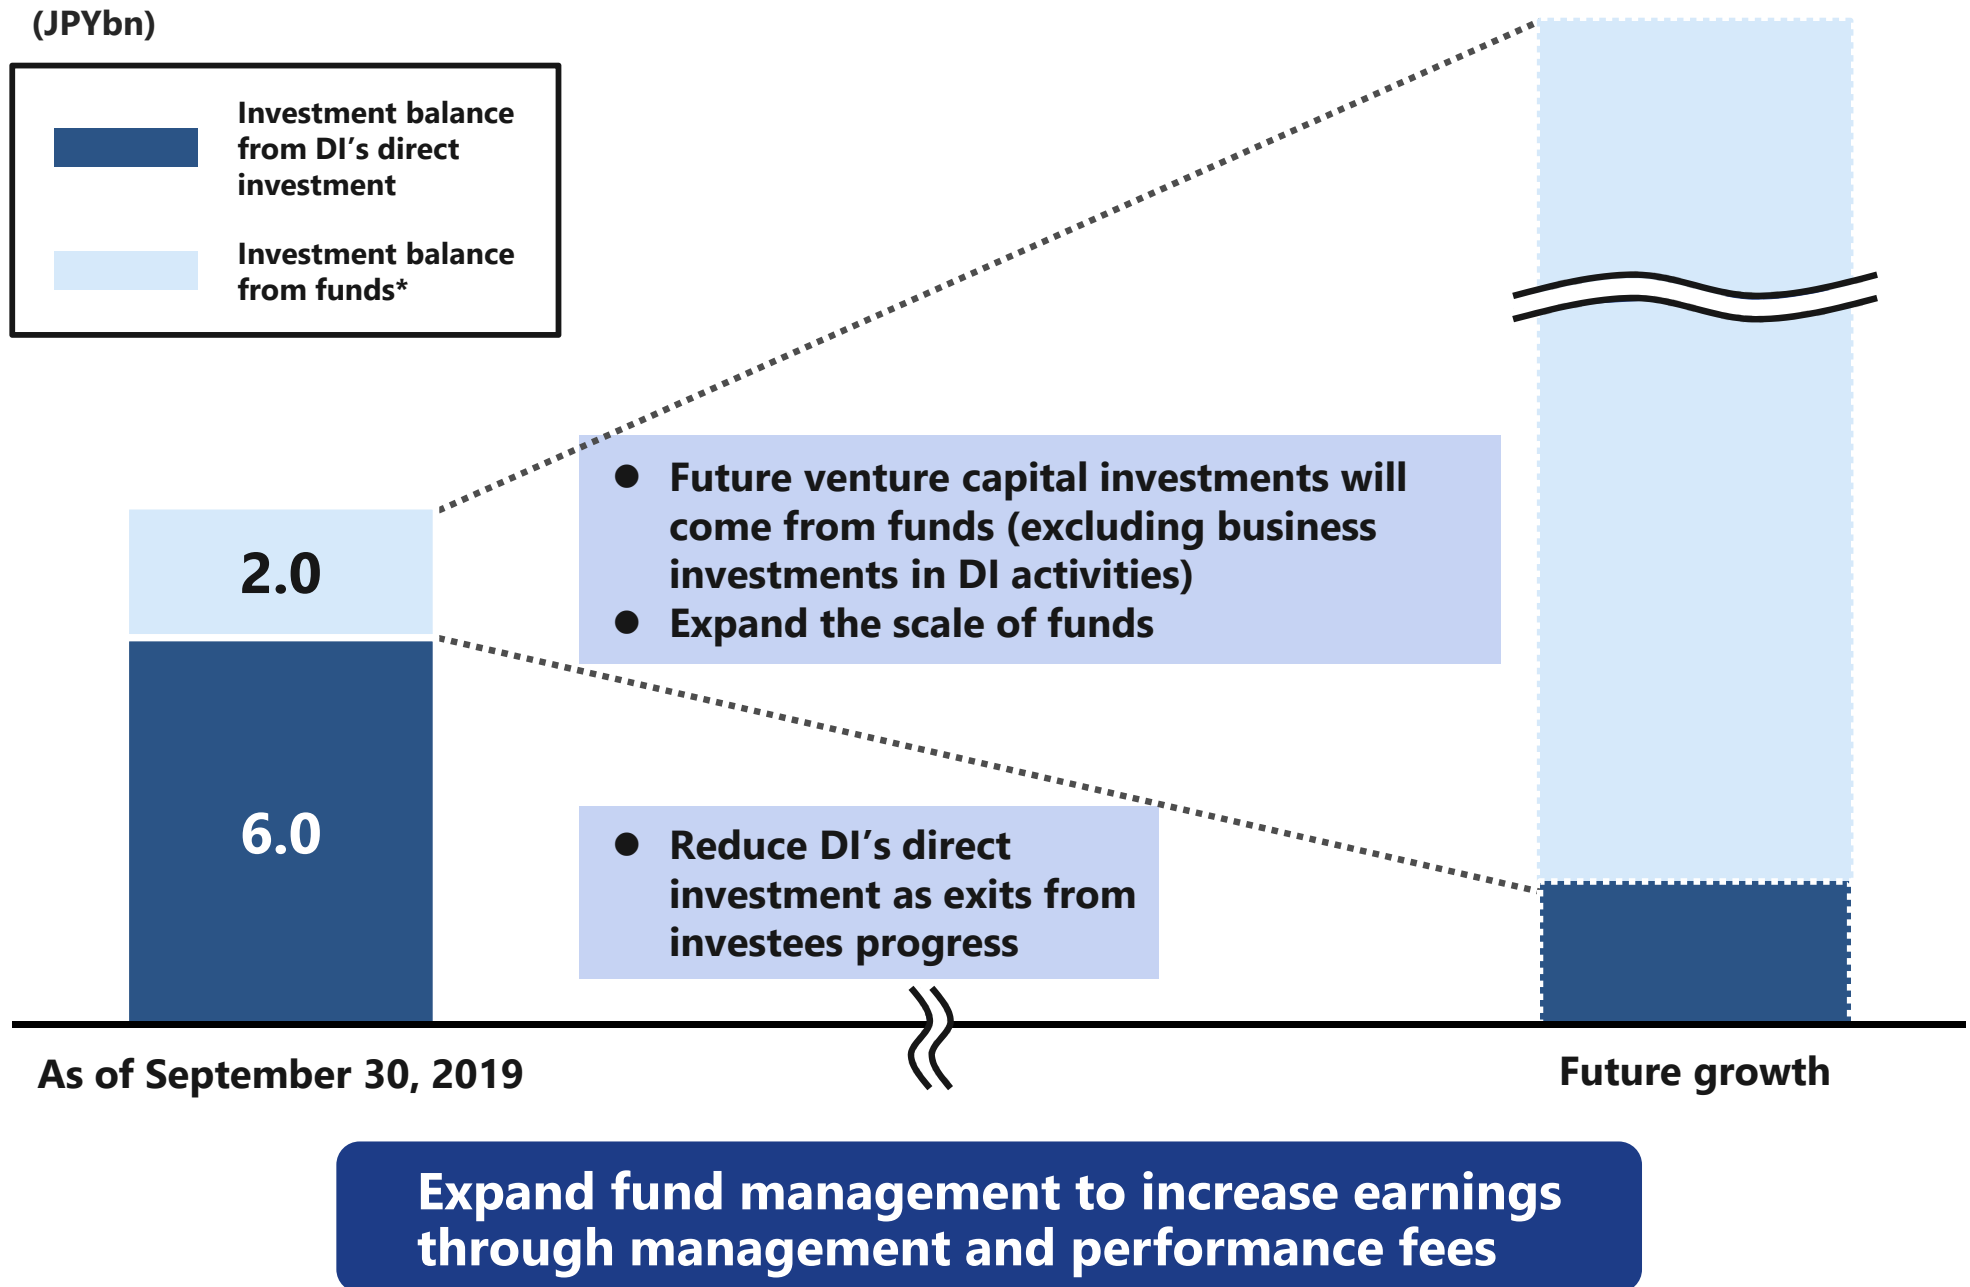 (JPYbn)
Investment balance
from DI’s direct
investment
Investment balance
from funds*
● Future venture capital investments will
come from funds (excluding business
investments in DI activities)
● Expand the scale of funds
2.0
6.0
● Reduce DI’s direct
investment as exits from
investees progress
As of September 30, 2019
Future growth
Expand fund management to increase earnings
through management and performance fees